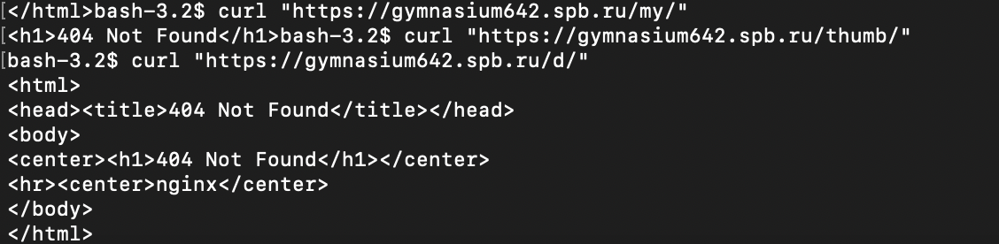 [</html>bash-3.2$ curl "https://gymnasium642.spb.ru/my/"
[<h1>404 Not Found</h1>bash-3.2$ curl "https://gymnasium642.spb.ru/thumb/"
[bash-3.2$ curl "https://gymnasium642.spb.ru/d/"
<html>
<head><title>404 Not Found</title></head>
<body>
<center><h1>404 Not Found</h1></center>
<hr><center>nginx</center>
</body>
</html>